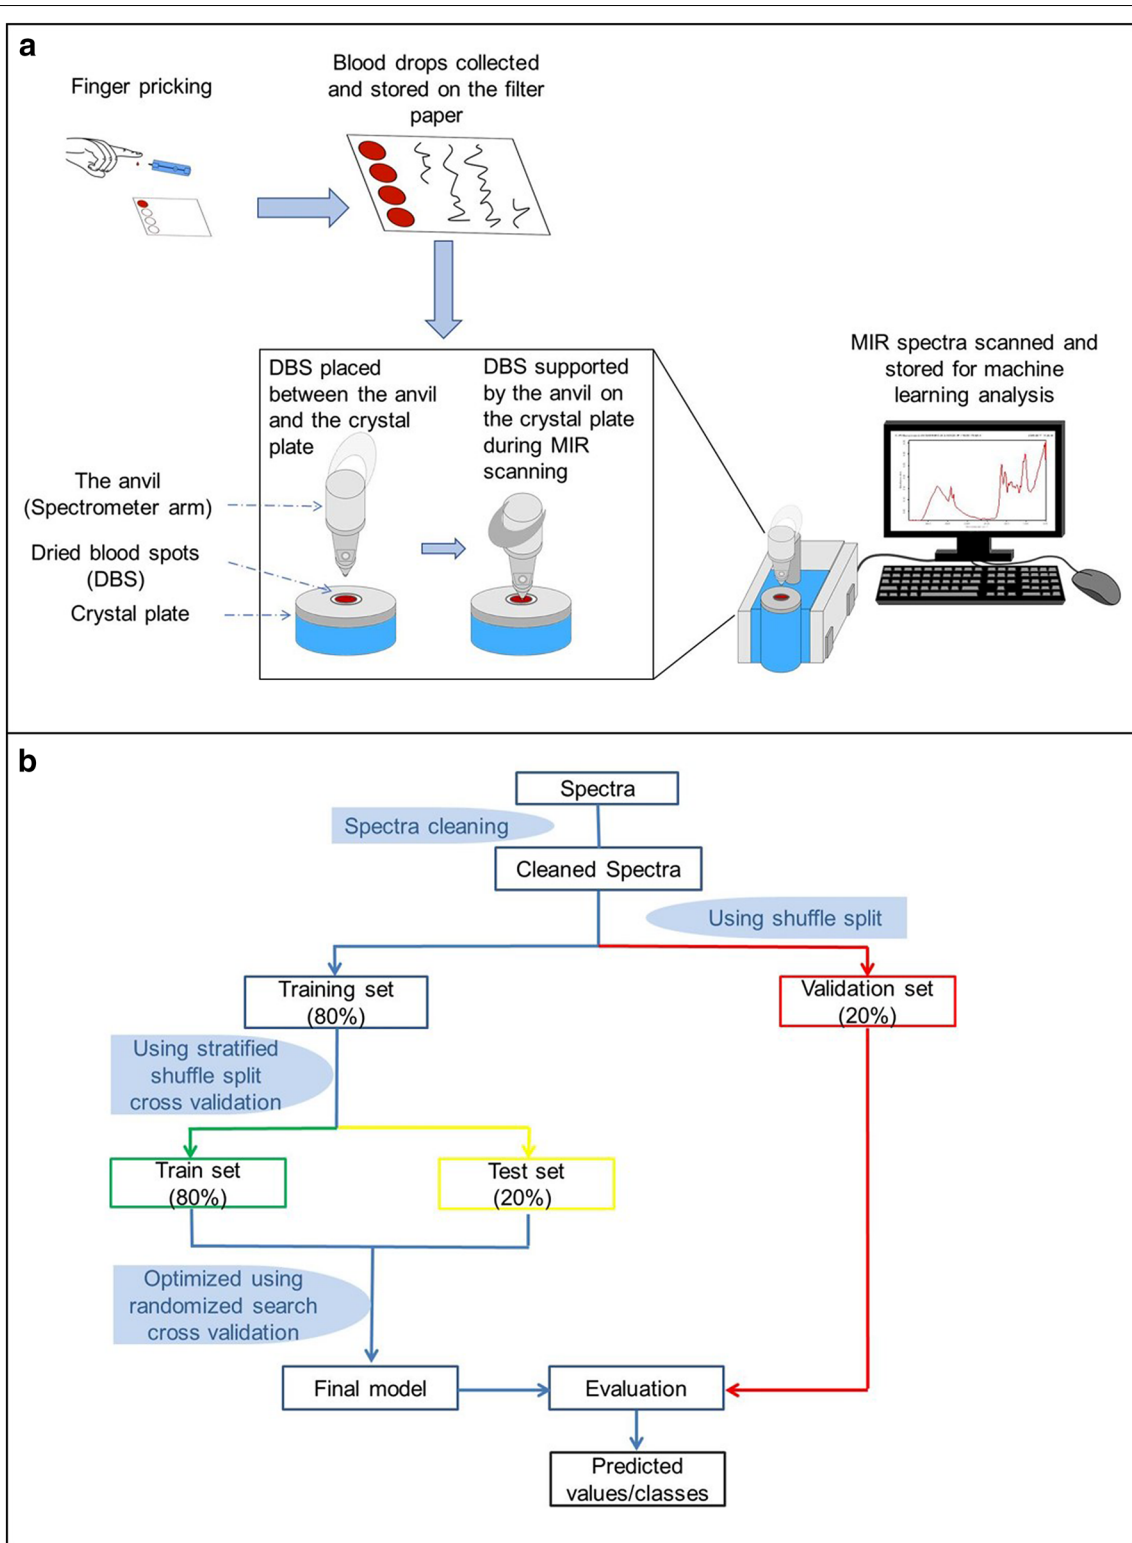 a
Finger pricking
Blood drops collected
and stored on the filter
paper
DBS placed
between the anvil
and the crystal
plate
DBS supported
by the anvil on
the crystal plate
during MIR
scanning
MIR spectra scanned and
stored for machine
learning analysis
The anvil
(Spectrometer arm)
Dried blood spots
(DBS)
Crystal plate
b
Spectra
Spectra cleaning
Cleaned Spectra
Using shuffle split
Training set
(80%)
Validation set
(20%)
Using stratified
shuffle split
cross validation
Train set
(80%)
Test set
(20%)
Optimized using
randomized search
cross validation
Final model
Evaluation
Predicted
values/classes